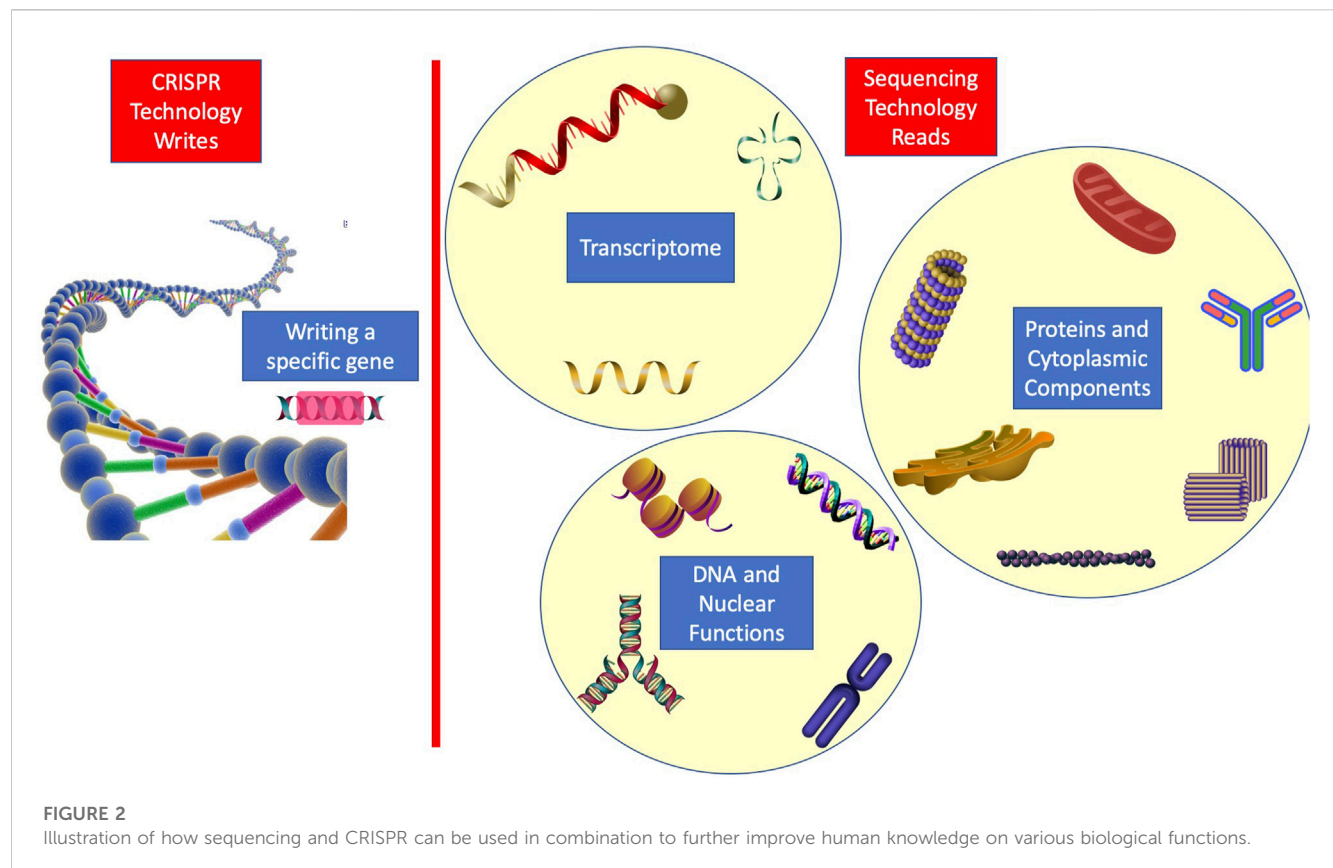 CRISPR
Technology
Writes
Writing a
specific gene
Transcriptome
Sequencing
Technology
Reads
Proteins and
Cytoplasmic
Components
DNA and
Nuclear
Functions
FIGURE 2
Illustration of how sequencing and CRISPR can be used in combination to further improve human knowledge on various biological functions.